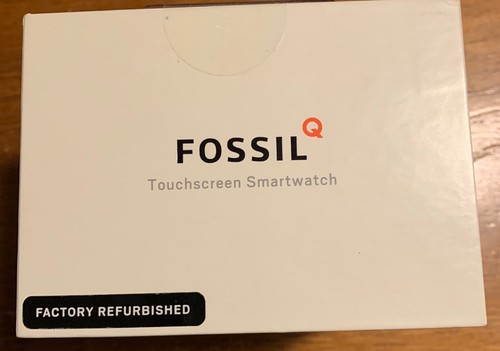 FOSSIL Q
Touchscreen Smartwatch
FACTORY REFURBISHED